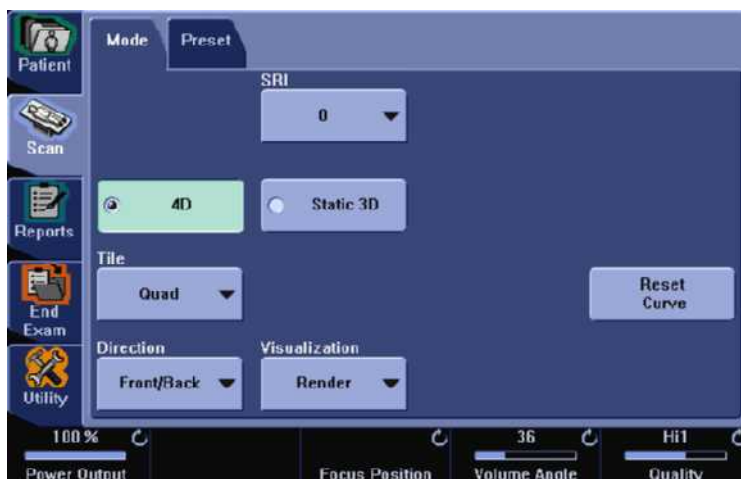 Patient
Scan
Reports
End
Exam
Utility
Mode
Preset
SRI
0
4D
Static 3D
Tile
Quad
Reset
Curve
Direction
Visualization
Front/Back
Render
100 %
36
Hi1
Power Output
Focus Position
Volume Angle
Quality